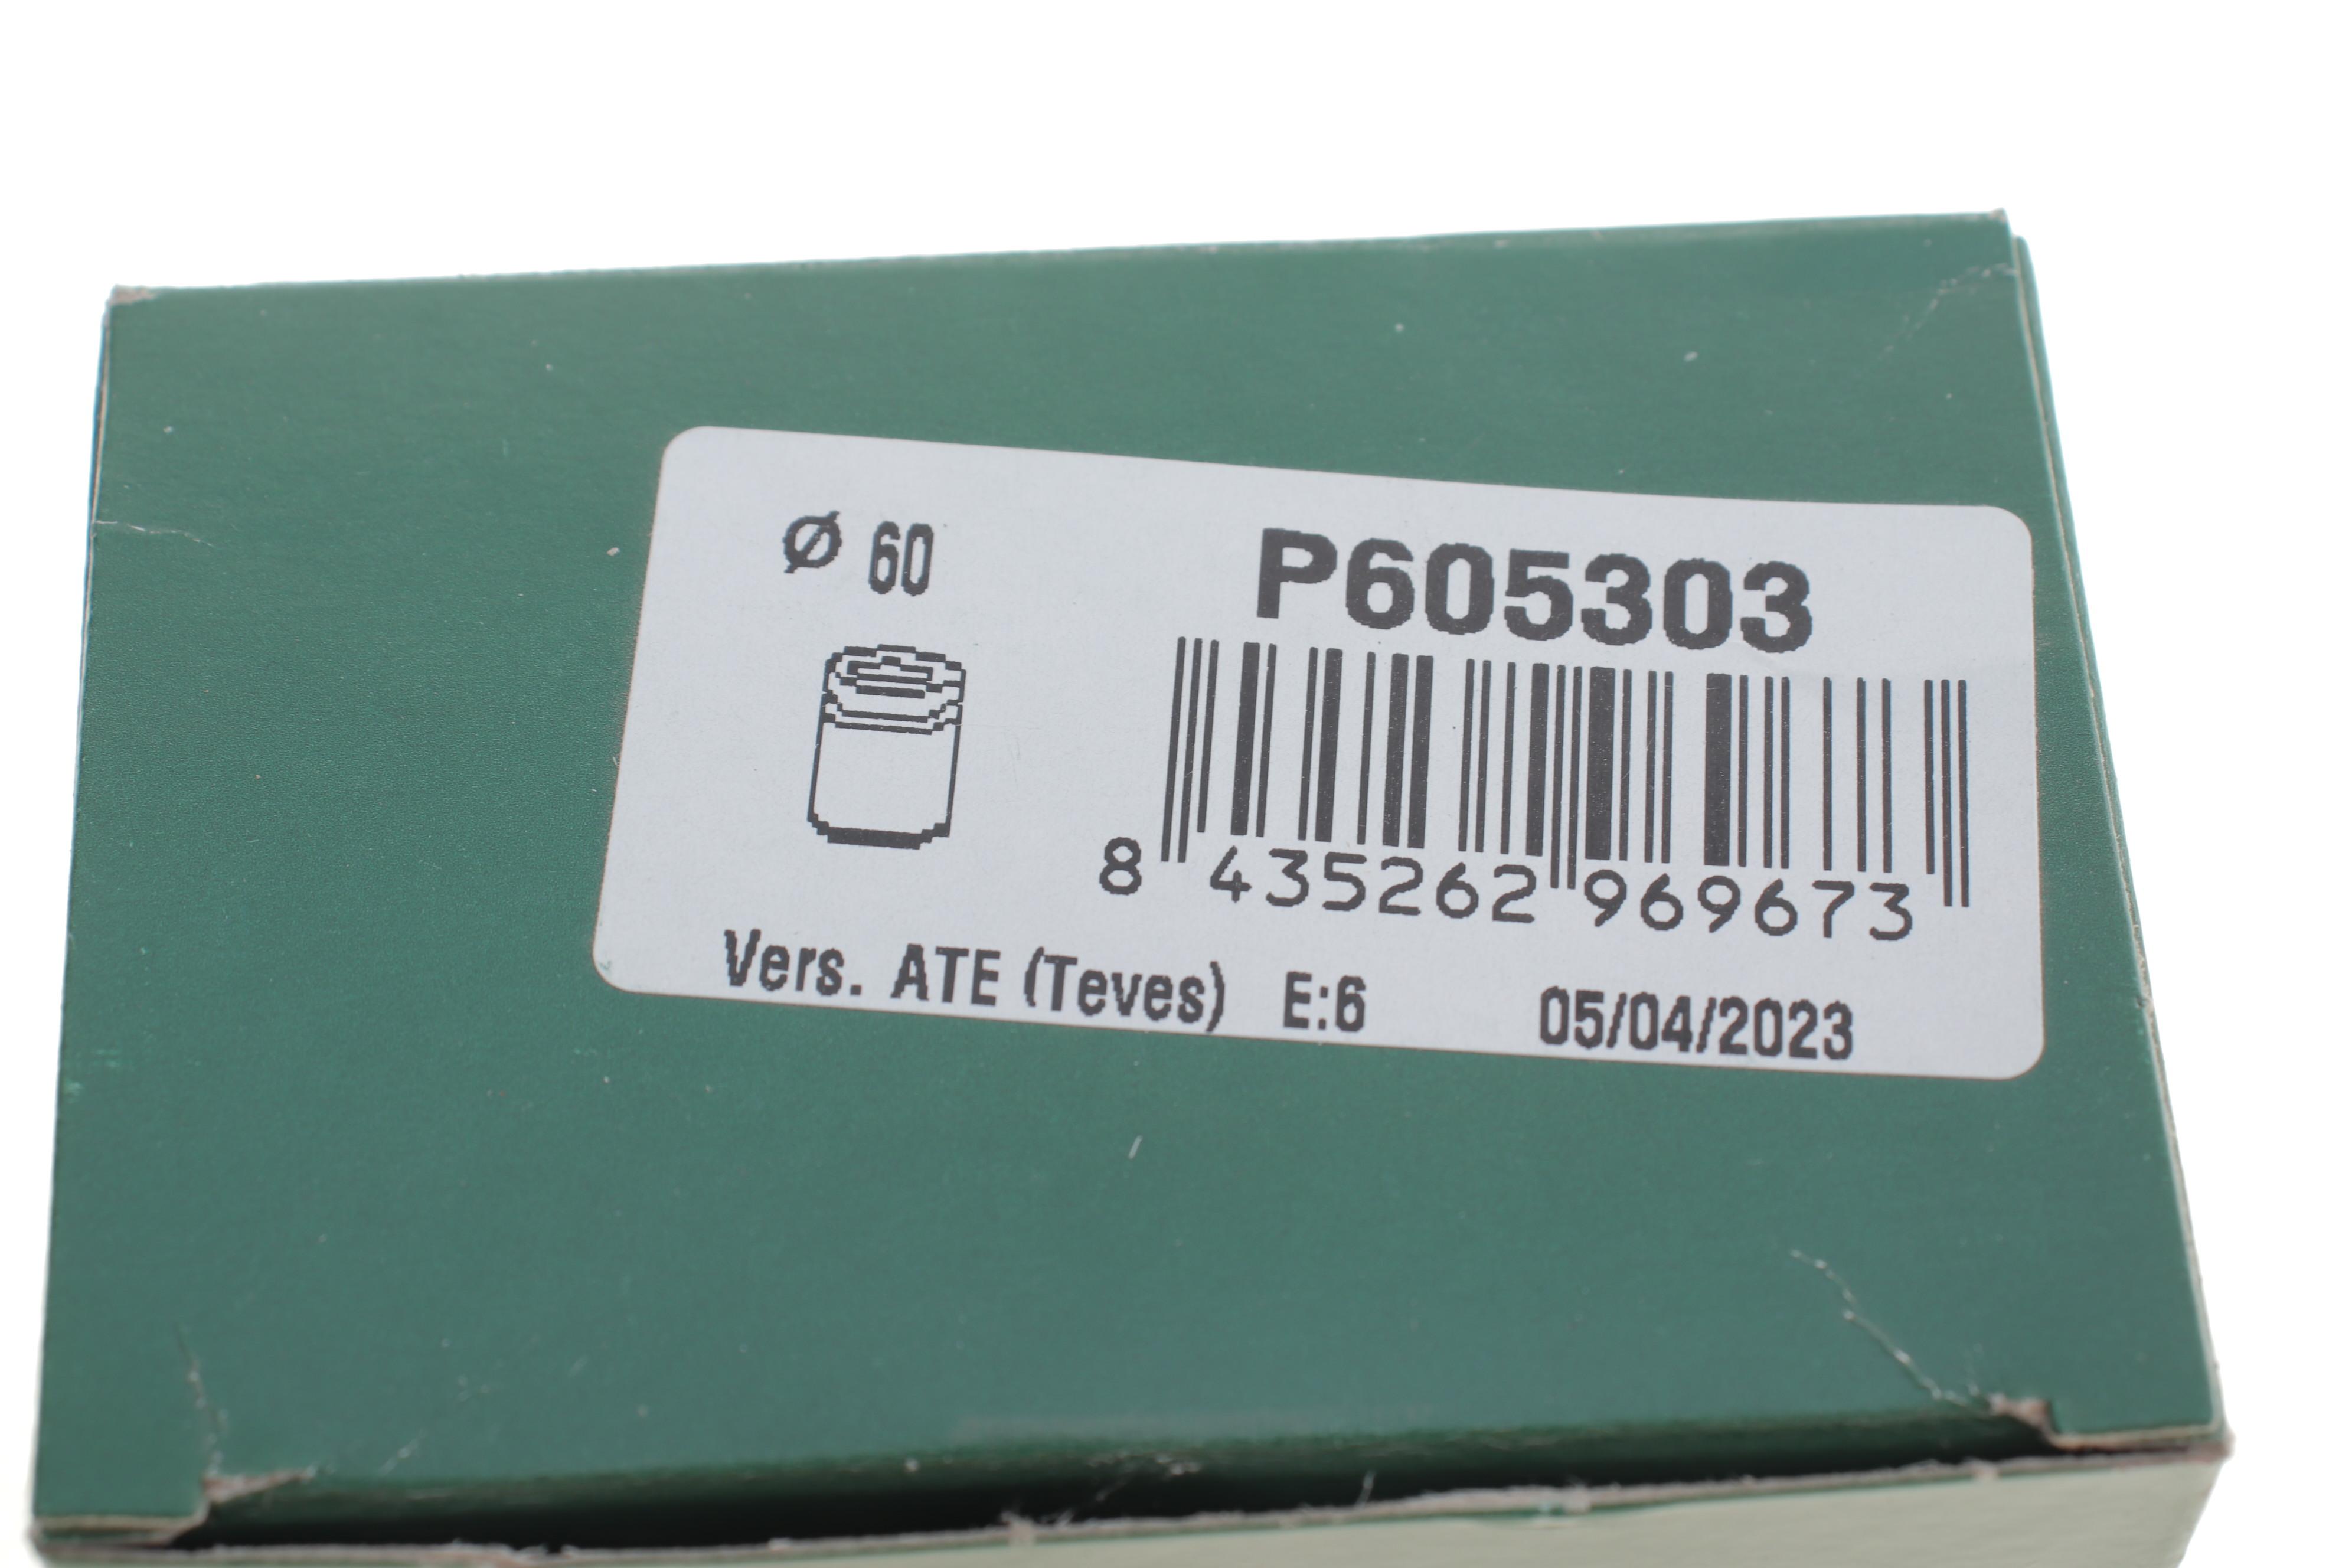 Ø 60
P605303
8 435262 969673
Vers. ATE (Teves) E:6 05/04/2023